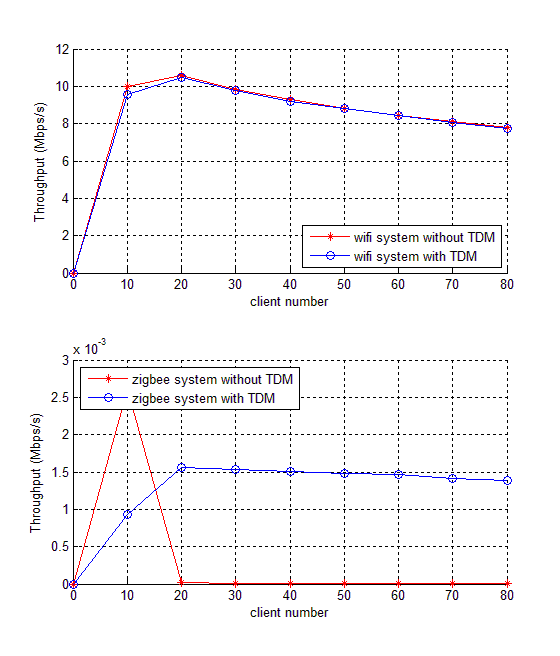 12
10
8
6
4
2
0
Throughput (Mbps/s)
wifi system without TDM
wifi system with TDM
0 10 20 30 40 50 60 70 80
client number
x 10^-3
3
2.5
2
1.5
1
0.5
0
Throughput (Mbps/s)
zigbee system without TDM
zigbee system with TDM
0 10 20 30 40 50 60 70 80
client number